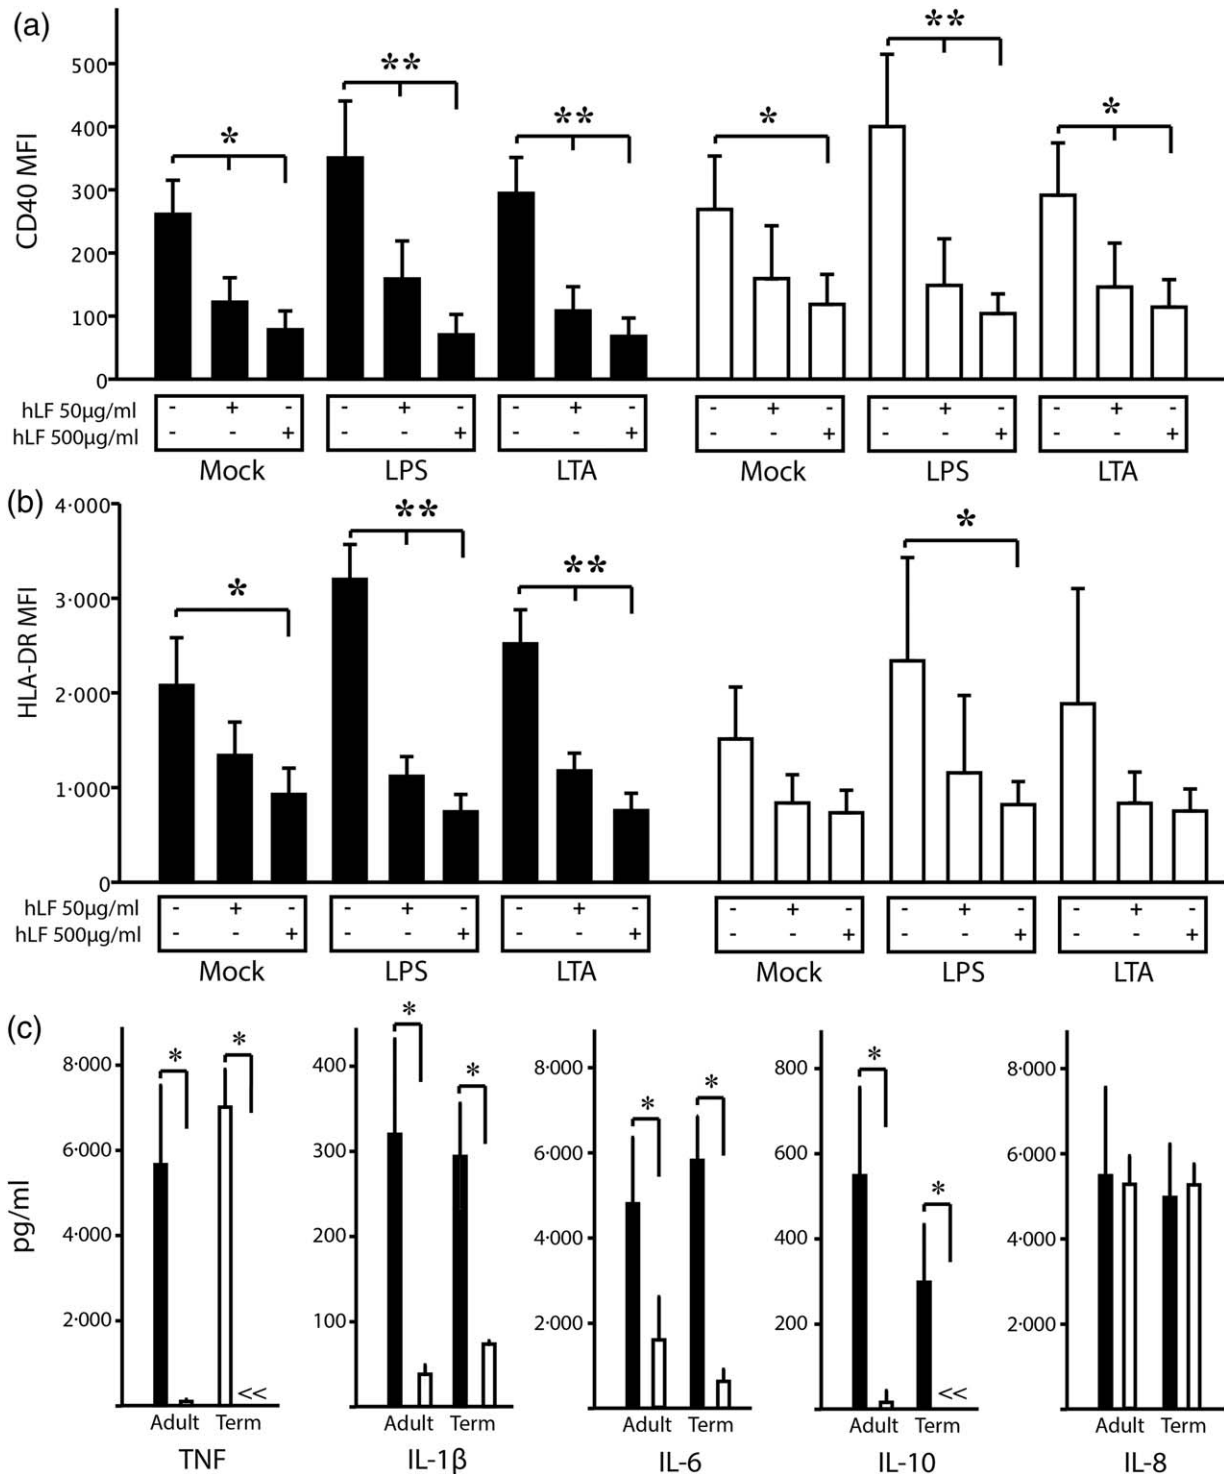 (a)
CD40 MFI
500
400
300
200
100
0
* ** ** * ** *
hLF 50µg/ml - + - - + - - + - - + - - + - - + -
hLF 500µg/ml - - + - - + - - + - - + - - + - - +
Mock LPS LTA Mock LPS LTA
(b)
HLA-DR MFI
4·000
3·000
2·000
1·000
0
* ** ** *
hLF 50µg/ml - + - - + - - + - - + - - + - - + -
hLF 500µg/ml - - + - - + - - + - - + - - + - - +
Mock LPS LTA Mock LPS LTA
(c)
pg/ml
8·000
6·000
4·000
2·000
* *
<<
Adult Term
TNF
400
300
200
100
* *
Adult Term
IL-1β
8·000
6·000
4·000
2·000
* *
Adult Term
IL-6
800
600
400
200
* *
<<
Adult Term
IL-10
8·000
6·000
4·000
2·000
Adult Term
IL-8